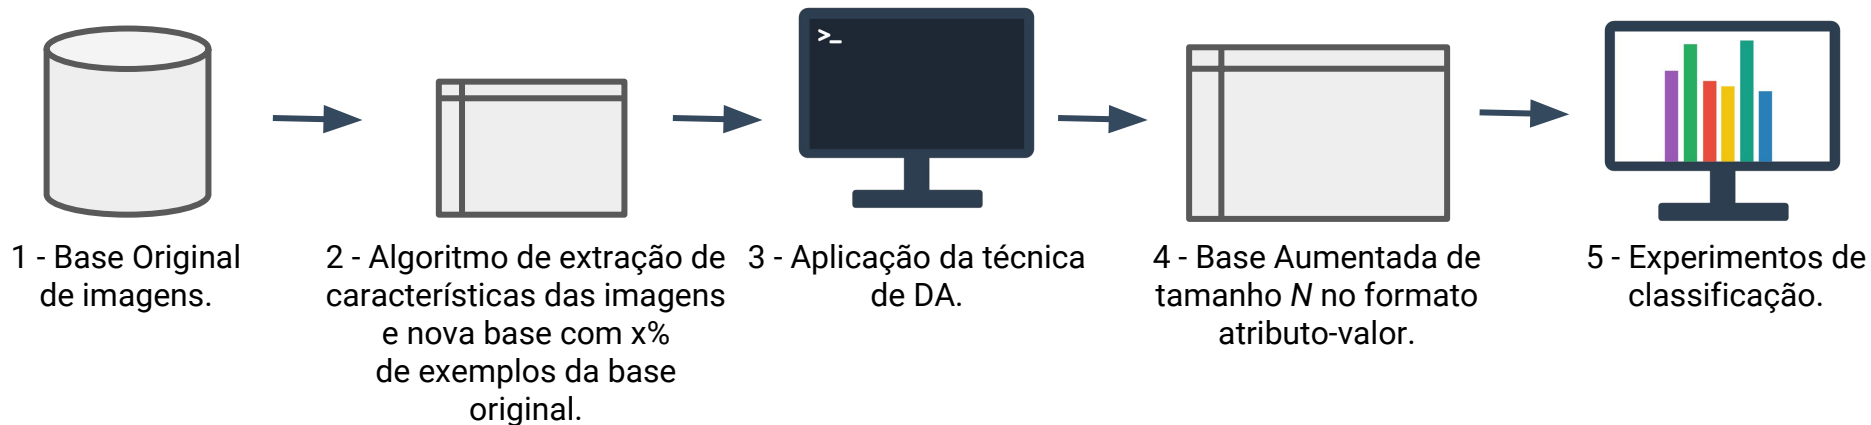 >_
1 - Base Original
de imagens.
2 - Algoritmo de extração de
características das imagens
e nova base com x%
de exemplos da base
original.
3 - Aplicação da técnica
de DA.
4 - Base Aumentada de
tamanho N no formato
atributo-valor.
5 - Experimentos de
classificação.